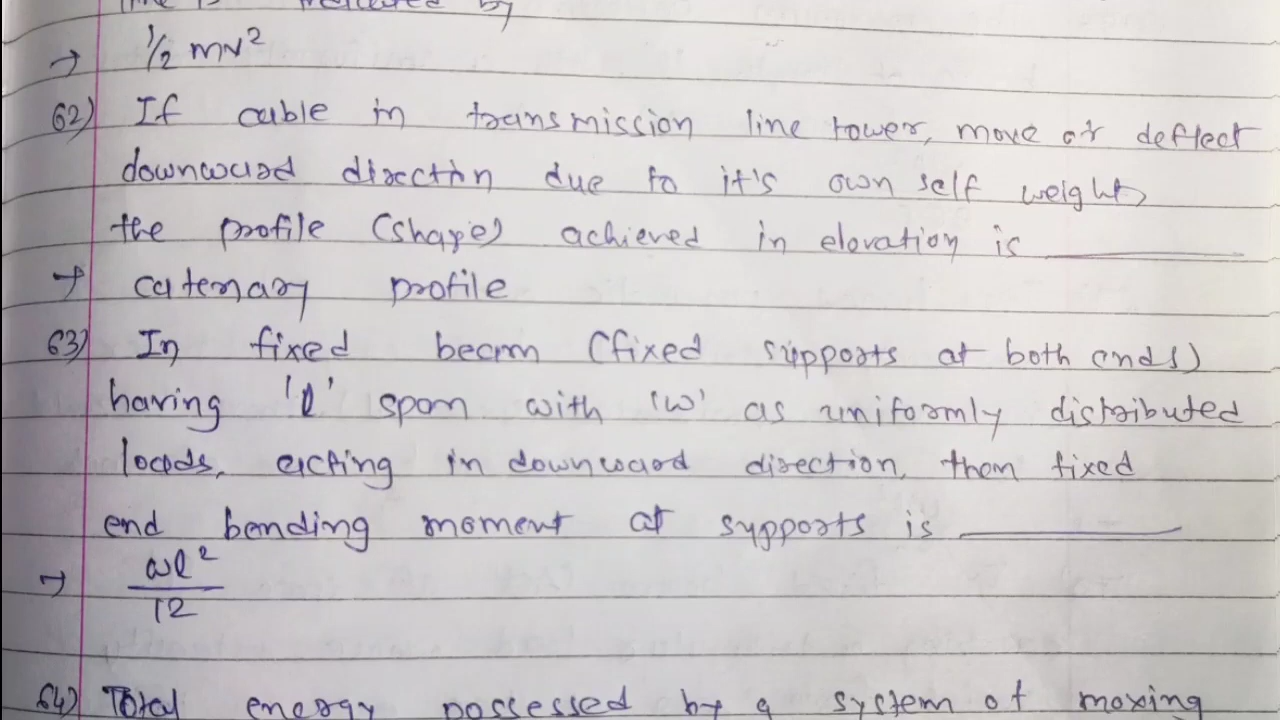 by
→ 1/2 mv²
62) If cable in transmission line tower, move or deflect
downward direction due to it's own self weight,
the profile (shape) achieved in elevation is ______
→ catenary profile
63) In fixed beam (fixed supports at both ends)
having 'l' span with 'w' as uniformly distributed
loads, acting in downward direction, then fixed
end bending moment at supports is ______
→ wl²/12
64) Total energy possessed by a system of moving